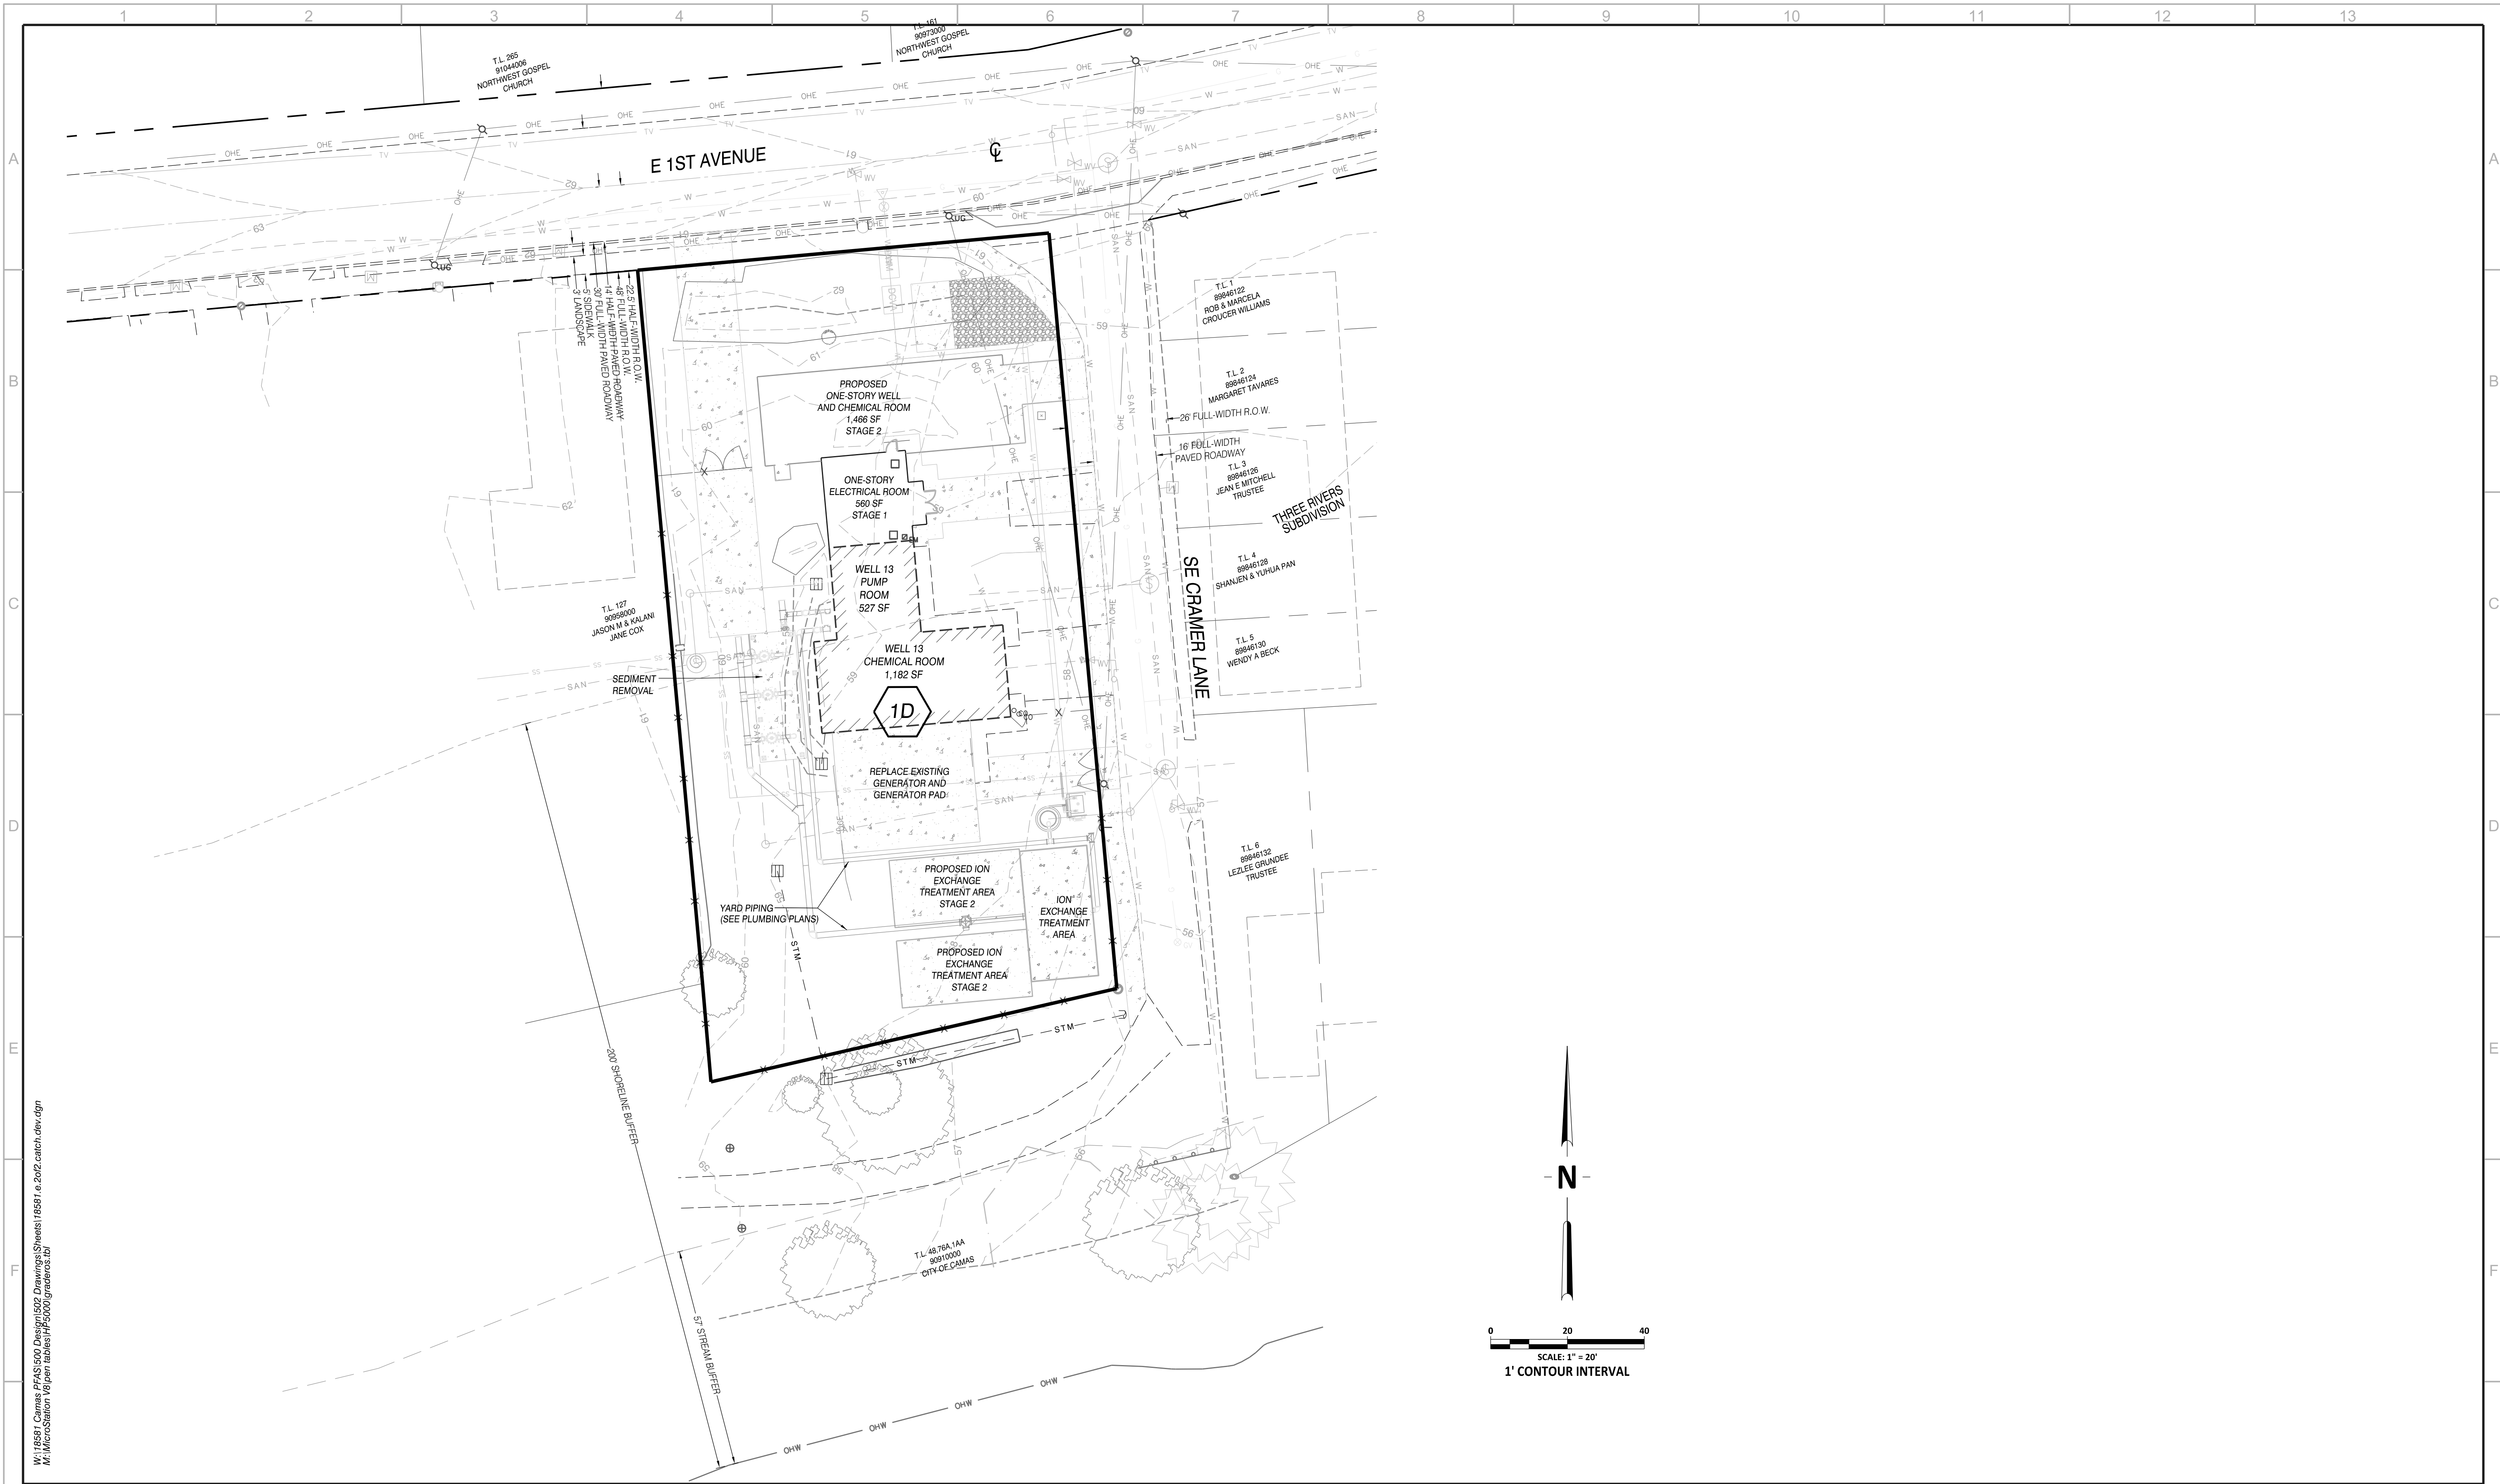 1 2 3 4 5 6 7 8 9 10 11 12 13
A
B
C
D
E
F
A
B
C
D
E
F
T.L. 265
91044006
NORTHWEST GOSPEL
CHURCH
T.L. 161
90973000
NORTHWEST GOSPEL
CHURCH
E 1ST AVENUE
22.5' HALF-WIDTH R.O.W.
48' FULL-WIDTH R.O.W.
14' HALF-WIDTH PAVED ROADWAY
30' FULL-WIDTH PAVED ROADWAY
5' SIDEWALK
3' LANDSCAPE
PROPOSED
ONE-STORY WELL
AND CHEMICAL ROOM
1,466 SF
STAGE 2
ONE-STORY
ELECTRICAL ROOM
560 SF
STAGE 1
WELL 13
PUMP
ROOM
527 SF
WELL 13
CHEMICAL ROOM
1,182 SF
1D
REPLACE EXISTING
GENERATOR AND
GENERATOR PAD
PROPOSED ION
EXCHANGE
TREATMENT AREA
STAGE 2
ION
EXCHANGE
TREATMENT
AREA
PROPOSED ION
EXCHANGE
TREATMENT AREA
STAGE 2
SEDIMENT
REMOVAL
YARD PIPING
(SEE PLUMBING PLANS)
T.L. 127
90958000
JASON M & KALANI
JANE COX
T.L. 1
89846122
ROB & MARCELA
CROUCER WILLIAMS
T.L. 2
89846124
MARGARET TAVARES
26' FULL-WIDTH R.O.W.
16' FULL-WIDTH
PAVED ROADWAY
T.L. 3
89846126
JEAN E MITCHELL
TRUSTEE
THREE RIVERS
SUBDIVISION
T.L. 4
89846128
SHANJEN & YUHUA PAN
T.L. 5
89846130
WENDY A BECK
SE CRAMER LANE
T.L. 6
89846132
LEZLEE GRUNDEE
TRUSTEE
200' SHORELINE BUFFER
57' STREAM BUFFER
STM
STM
STM
T.L. 48,76A,1AA
90910000
CITY OF CAMAS
OHW
OHW
OHW
OHW
N
0 20 40
SCALE: 1" = 20'
1' CONTOUR INTERVAL
W:\18581 Camas PFAS\500 Design\502 Drawings\Sheets\18581.e.2of2.catch.dev.dgn
M:\MicroStation V8\pen tables\HP5000\graderos.tbl